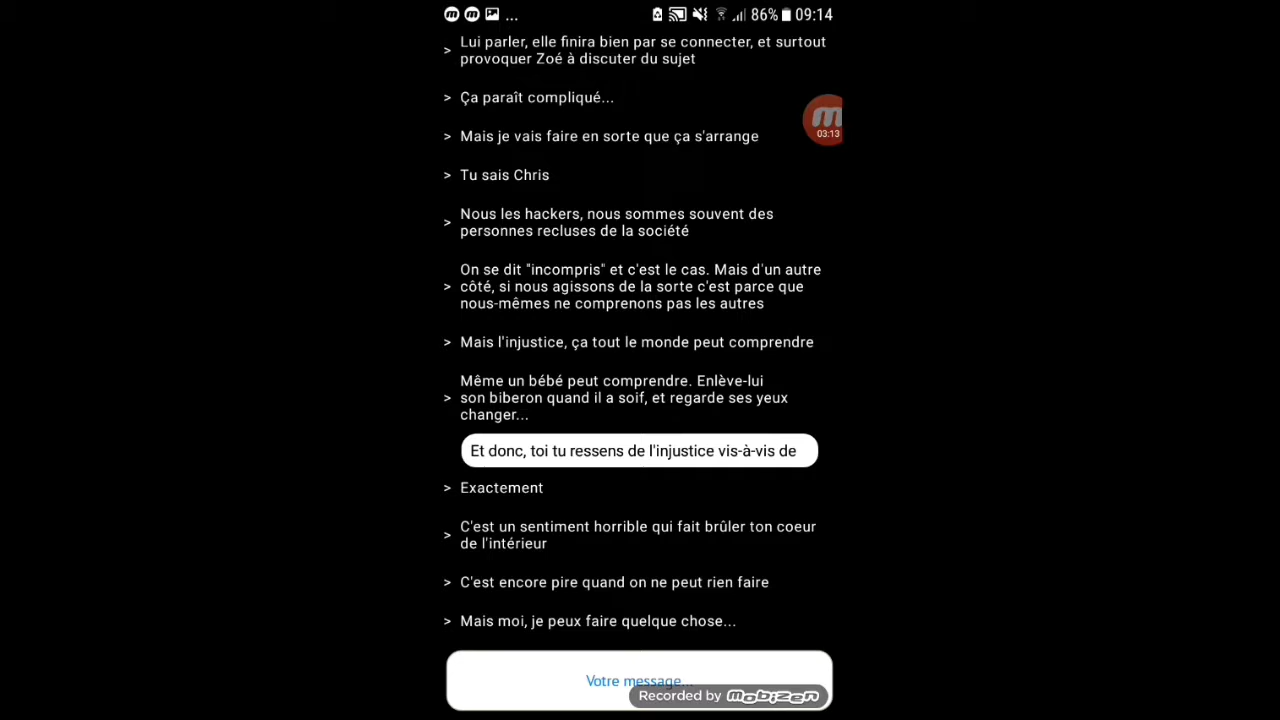 ... 86% 09:14
Lui parler, elle finira bien par se connecter, et surtout
> provoquer Zoé à discuter du sujet
> Ça paraît compliqué...
03:13
> Mais je vais faire en sorte que ça s'arrange
> Tu sais Chris
Nous les hackers, nous sommes souvent des
> personnes recluses de la société
On se dit "incompris" et c'est le cas. Mais d'un autre
> côté, si nous agissons de la sorte c'est parce que
nous-mêmes ne comprenons pas les autres
> Mais l'injustice, ça tout le monde peut comprendre
Même un bébé peut comprendre. Enlève-lui
> son biberon quand il a soif, et regarde ses yeux
changer...
Et donc, toi tu ressens de l'injustice vis-à-vis de
> Exactement
C'est un sentiment horrible qui fait brûler ton coeur
> de l'intérieur
> C'est encore pire quand on ne peut rien faire
> Mais moi, je peux faire quelque chose...
Votre message...
Recorded by mobizen